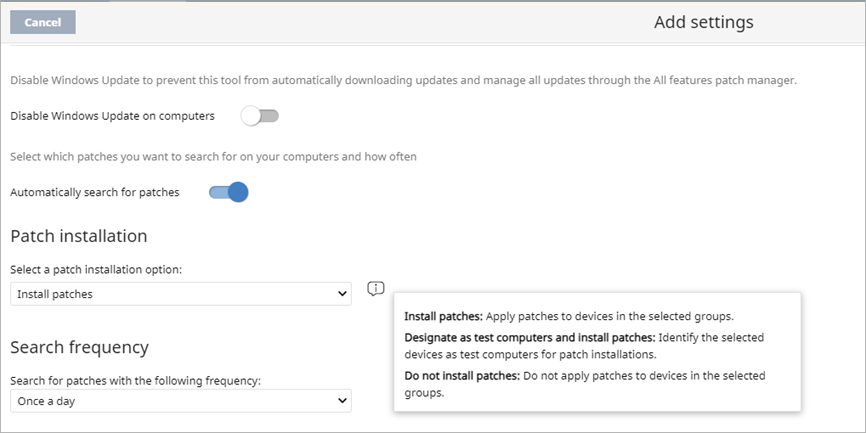 Cancel
Add settings
Disable Windows Update to prevent this tool from automatically downloading updates and manage all updates through the All features patch manager.
Disable Windows Update on computers
Select which patches you want to search for on your computers and how often
Automatically search for patches
Patch installation
Select a patch installation option:
Install patches
Install patches: Apply patches to devices in the selected groups.
Designate as test computers and install patches: Identify the selected
devices as test computers for patch installations.
Do not install patches: Do not apply patches to devices in the selected
groups.
Search frequency
Search for patches with the following frequency:
Once a day